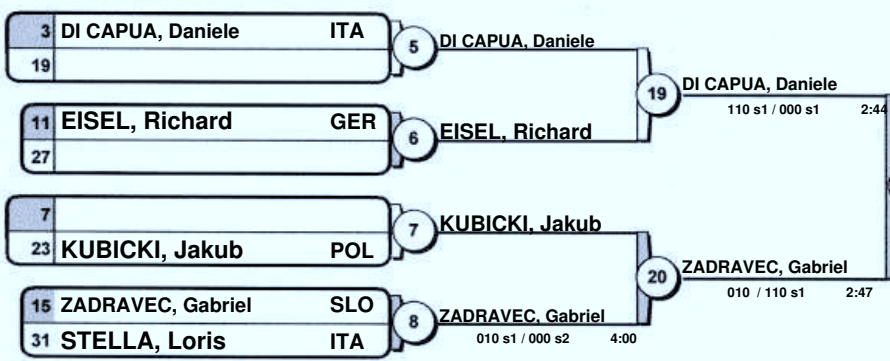 3 DI CAPUA, Daniele ITA
19
5 DI CAPUA, Daniele
11 EISEL, Richard GER
27
6 EISEL, Richard
19 DI CAPUA, Daniele
110 s1 / 000 s1 2:44
7
23 KUBICKI, Jakub POL
7 KUBICKI, Jakub
15 ZADRAVEC, Gabriel SLO
31 STELLA, Loris ITA
8 ZADRAVEC, Gabriel
010 s1 / 000 s2 4:00
20 ZADRAVEC, Gabriel
010 / 110 s1 2:47